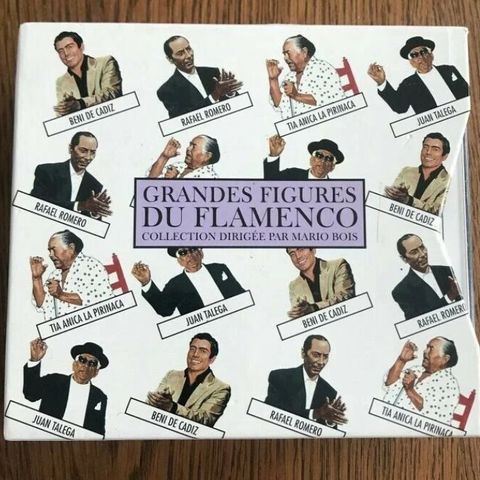 BENI DE CADIZ
RAFAEL ROMERO
TIA ANICA LA PIRINACA
JUAN TALEGA
RAFAEL ROMERO
GRANDES FIGURES
DU FLAMENCO
COLLECTION DIRIGÉE PAR MARIO BOIS
BENI DE CADIZ
TIA ANICA LA PIRINACA
JUAN TALEGA
BENI DE CADIZ
RAFAEL ROMERO
JUAN TALEGA
BENI DE CADIZ
RAFAEL ROMERO
TIA ANICA LA PIRINACA